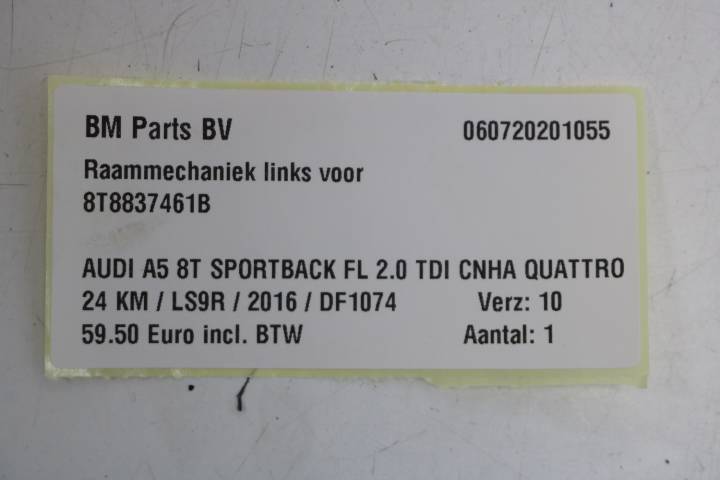 BM Parts BV 060720201055
Raammechaniek links voor
8T8837461B
AUDI A5 8T SPORTBACK FL 2.0 TDI CNHA QUATTRO
24 KM / LS9R / 2016 / DF1074 Verz: 10
59.50 Euro incl. BTW Aantal: 1